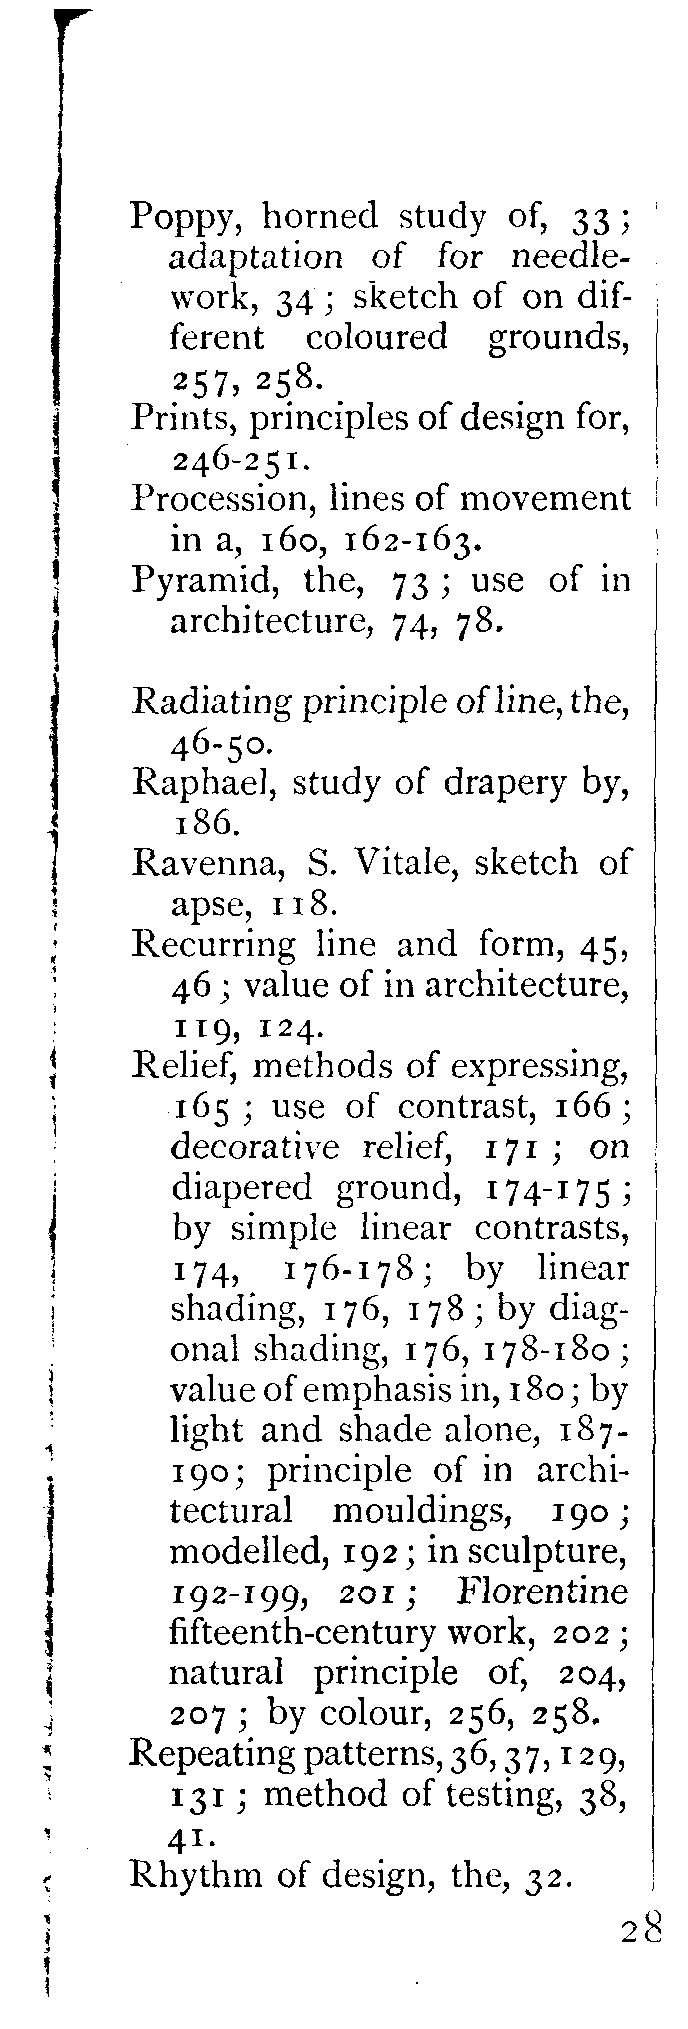 Poppy, horned study of, 33 ;
adaptation of for needle-
work, 34 ; sketch of on dif-
ferent coloured grounds,
257, 258.
Prints, principles of design for,
246-251.
Procession, lines of movement
in a, 160, 162-163.
Pyramid, the, 73 ; use of in
architecture, 74, 78.
Radiating principle of line, the,
46-50.
Raphael, study of drapery by,
186.
Ravenna, S. Vitale, sketch of
apse, 118.
Recurring line and form, 45,
46 ; value of in architecture,
119, 124.
Relief, methods of expressing,
165 ; use of contrast, 166 ;
decorative relief, 171 ; on
diapered ground, 174-175 ;
by simple linear contrasts,
174, 176-178 ; by linear
shading, 176, 178 ; by diag-
onal shading, 176, 178-180 ;
value of emphasis in, 180 ; by
light and shade alone, 187-
190 ; principle of in archi-
tectural mouldings, 190 ;
modelled, 192 ; in sculpture,
192-199, 201 ; Florentine
fifteenth-century work, 202 ;
natural principle of, 204,
207 ; by colour, 256, 258.
Repeating patterns, 36, 37, 129,
131 ; method of testing, 38,
41.
Rhythm of design, the, 32.
28